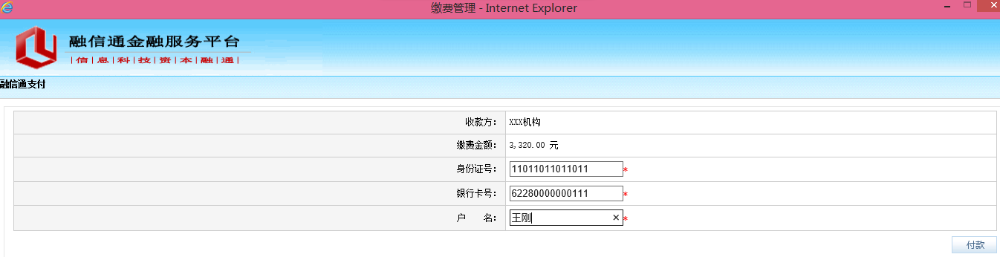 缴费管理 - Internet Explorer
融信通金融服务平台
|信|息|科|技|资|本|融|通|
融信通支付
收款方： XXX机构
缴费金额： 3,320.00 元
身份证号： 11011011011011 *
银行卡号： 62280000000111 *
户 名： 王刚 × *
付款